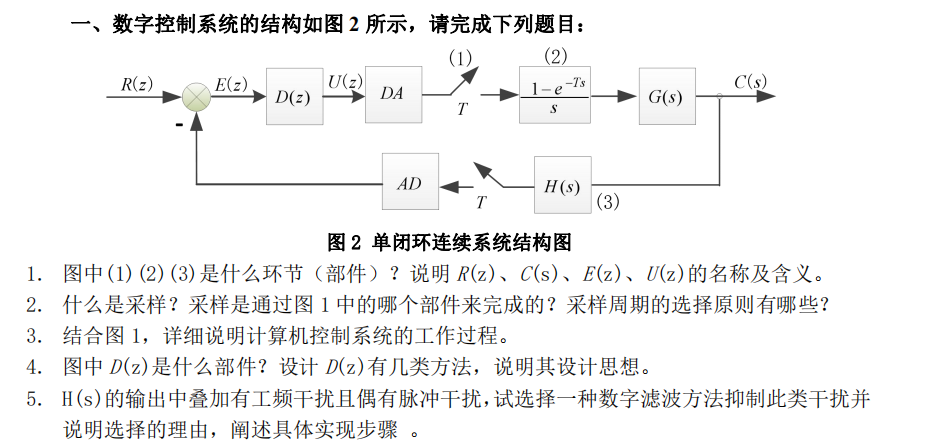 一、数字控制系统的结构如图 2 所示，请完成下列题目：
(1)
(2)
R(z)
E(z)
D(z)
U(z)
DA
T
1−e^{−Ts}
s
G(s)
C(s)
-
AD
T
H(s)
(3)
图 2 单闭环连续系统结构图
1. 图中(1)(2)(3)是什么环节（部件）？说明 R(z)、C(s)、E(z)、U(z)的名称及含义。
2. 什么是采样？采样是通过图 1 中的哪个部件来完成的？采样周期的选择原则有哪些？
3. 结合图 1，详细说明计算机控制系统的工作过程。
4. 图中 D(z)是什么部件？设计 D(z)有几类方法，说明其设计思想。
5. H(s)的输出中叠加有工频干扰且偶有脉冲干扰,试选择一种数字滤波方法抑制此类干扰并
说明选择的理由，阐述具体实现步骤 。